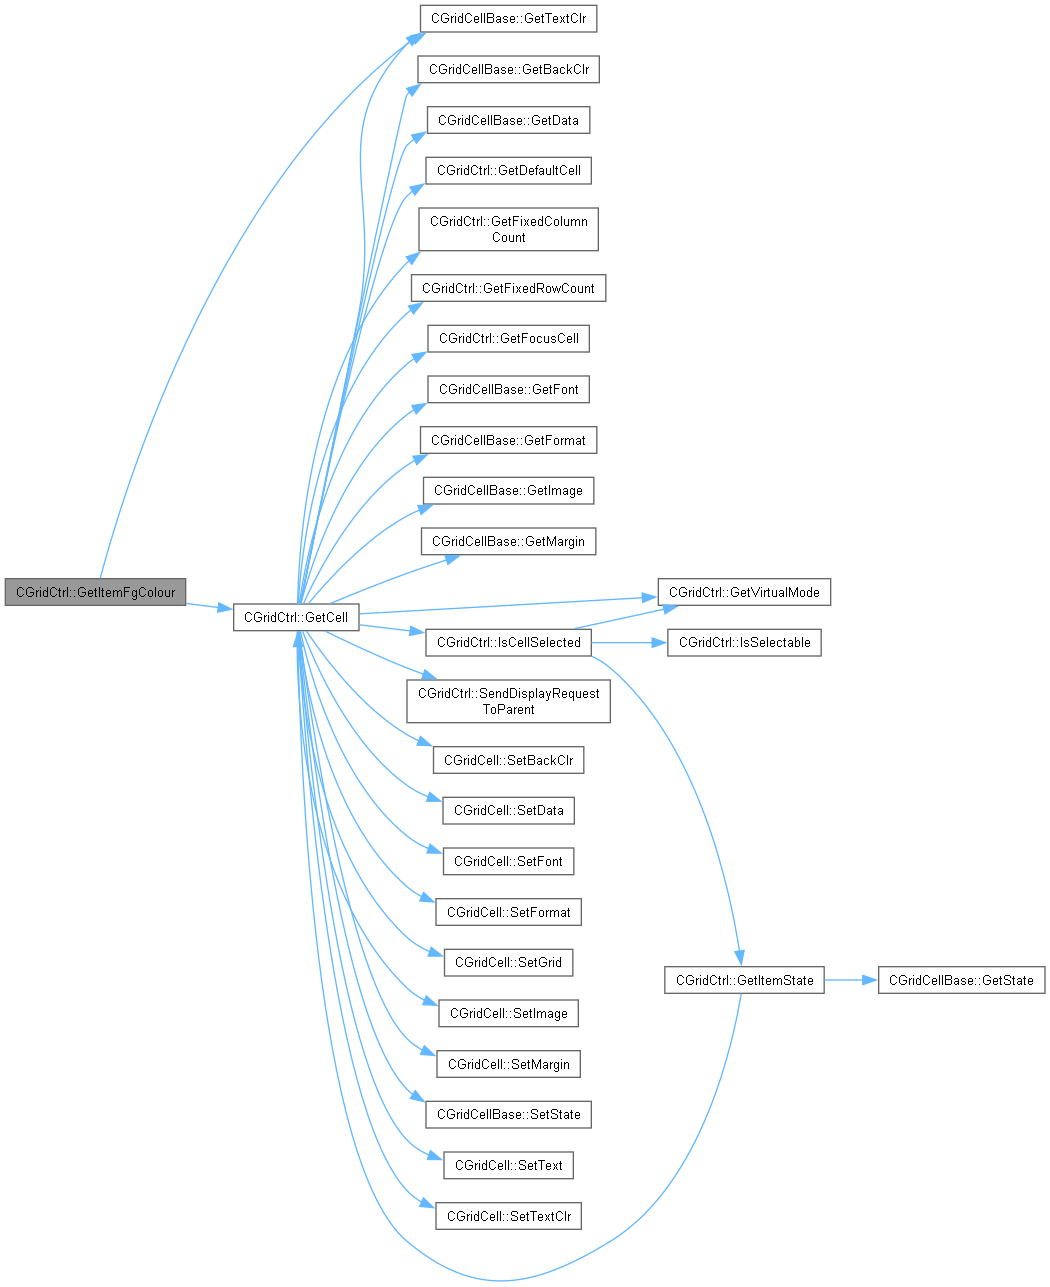 CGridCellBase::GetTextClr
CGridCellBase::GetBackClr
CGridCellBase::GetData
CGridCtrl::GetDefaultCell
CGridCtrl::GetFixedColumn
Count
CGridCtrl::GetFixedRowCount
CGridCtrl::GetFocusCell
CGridCellBase::GetFont
CGridCellBase::GetFormat
CGridCellBase::GetImage
CGridCellBase::GetMargin
CGridCtrl::GetItemFgColour
CGridCtrl::GetCell
CGridCtrl::GetVirtualMode
CGridCtrl::IsCellSelected
CGridCtrl::IsSelectable
CGridCtrl::SendDisplayRequest
ToParent
CGridCell::SetBackClr
CGridCell::SetData
CGridCell::SetFont
CGridCell::SetFormat
CGridCell::SetGrid
CGridCtrl::GetItemState
CGridCellBase::GetState
CGridCell::SetImage
CGridCell::SetMargin
CGridCellBase::SetState
CGridCell::SetText
CGridCell::SetTextClr